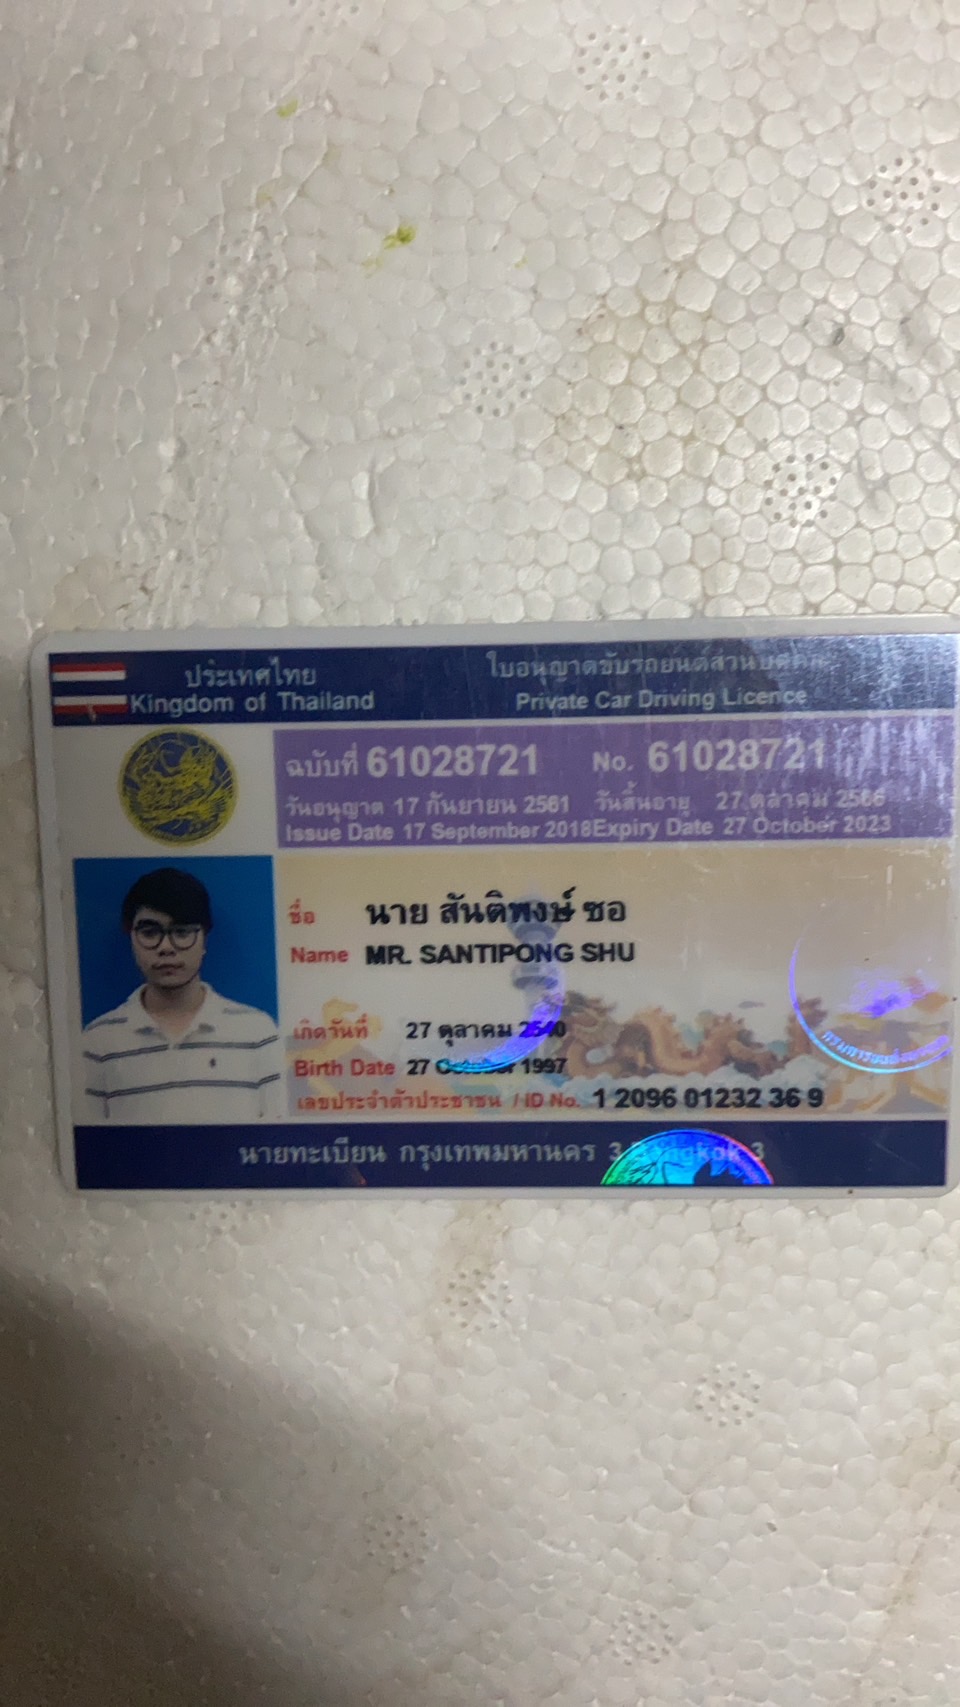 ประเทศไทย
Kingdom of Thailand
ใบอนุญาตขับรถยนต์ส่วนบุคคล
Private Car Driving Licence
ฉบับที่ 61028721 No. 61028721
วันอนุญาต 17 กันยายน 2561 วันสิ้นอายุ 27 ตุลาคม 2566
Issue Date 17 September 2018 Expiry Date 27 October 2023
ชื่อ นาย สันติพงษ์ ซอ
Name MR. SANTIPONG SHU
เกิดวันที่ 27 ตุลาคม 2540
Birth Date 27 October 1997
เลขประจำตัวประชาชน / ID No. 1 2096 01232 36 9
นายทะเบียน กรุงเทพมหานคร 3 Bangkok 3